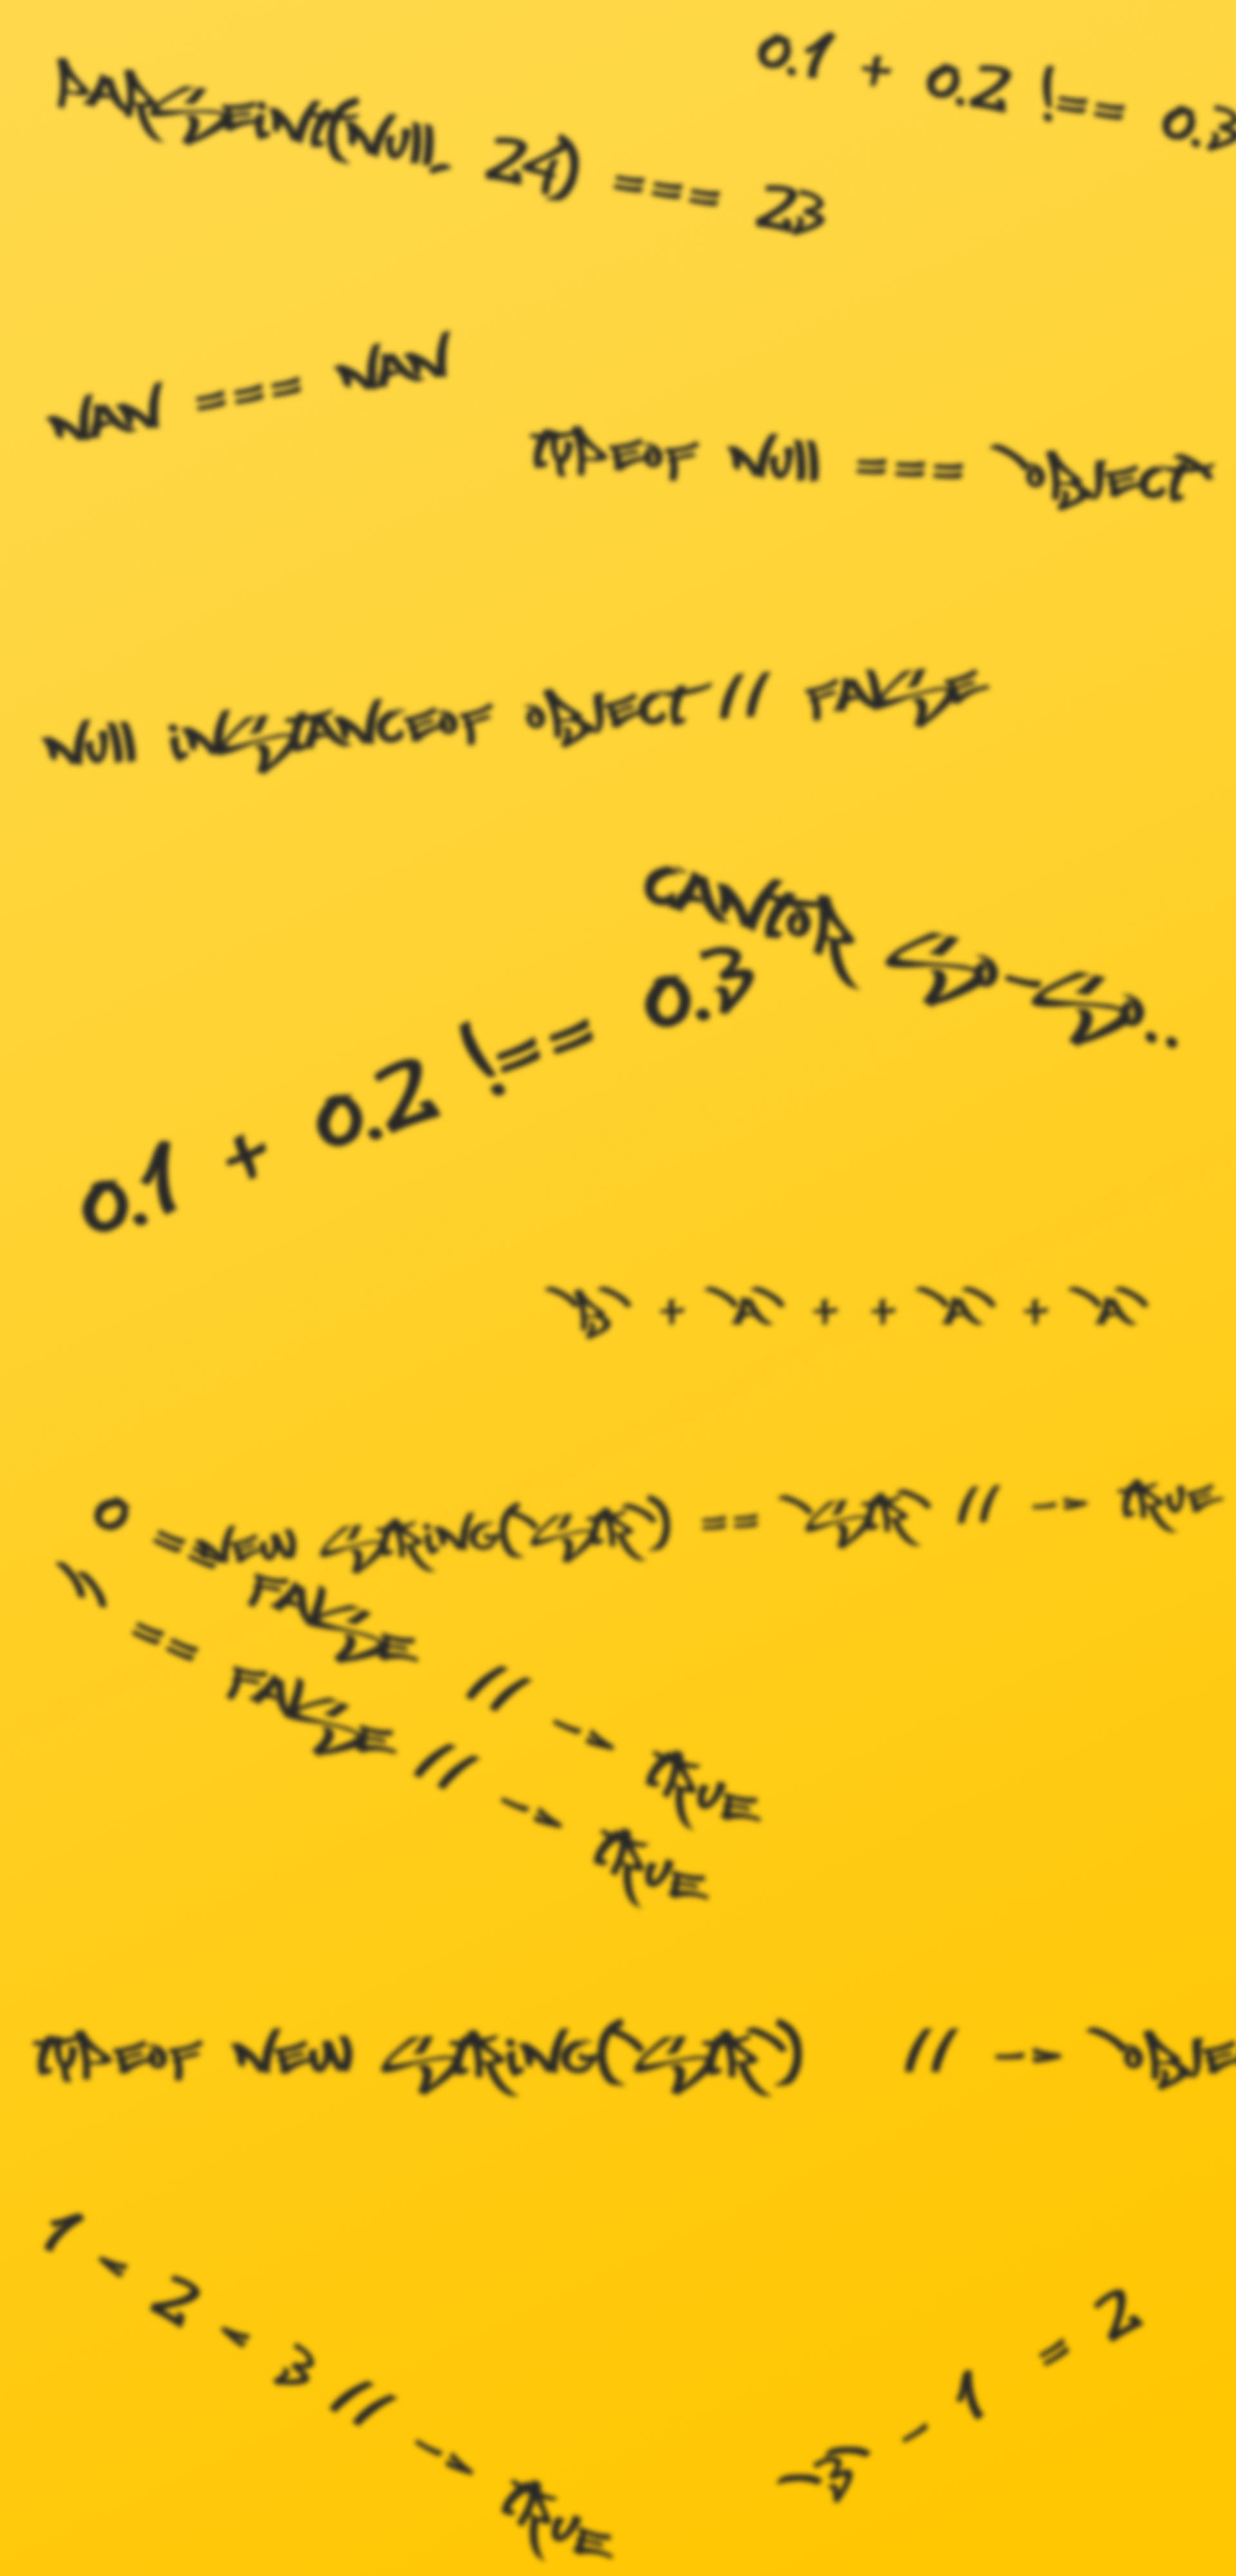 0.1 + 0.2 !== 0.3
parseInt(null, 24) === 23
NaN === NaN
typeof null === 'object'
null instanceof object // false
Cantor so-so..
0.1 + 0.2 !== 0.3
'b' + 'a' + + 'a' + 'a'
new String('str') == 'str' // -> true
0 == false // -> true
'' == false // -> true
typeof new String('str') // -> 'obje
1 < 2 < 3 // -> true
'3' - 1 = 2